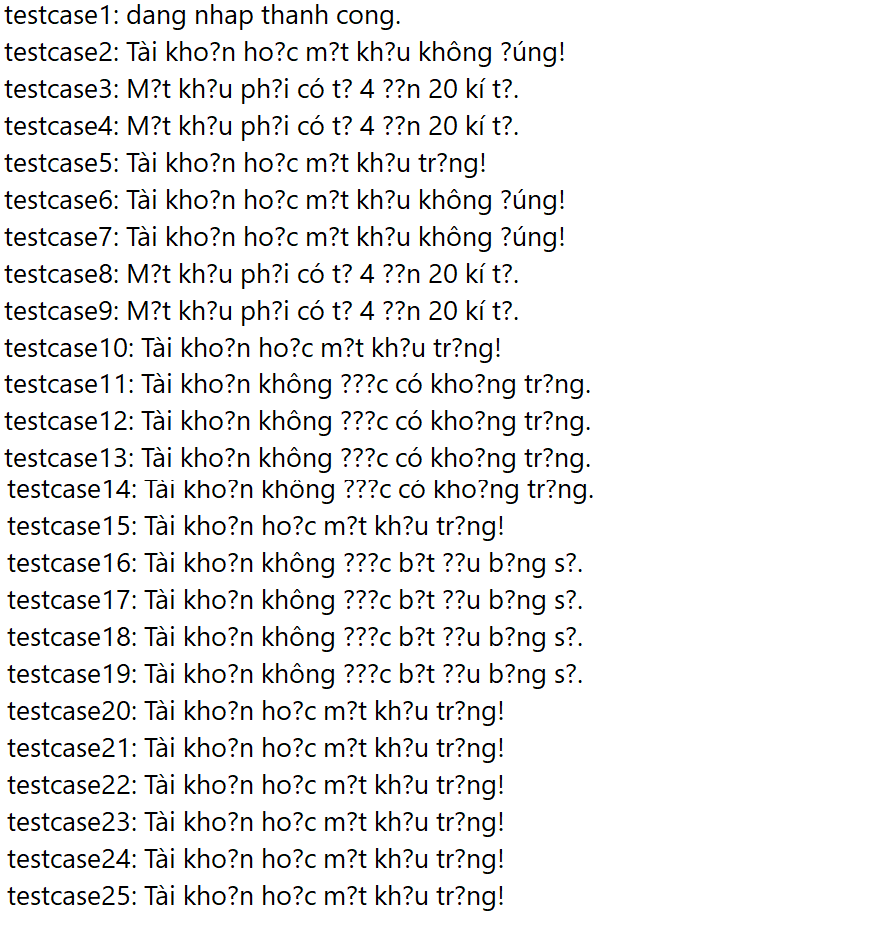 testcase1: dang nhap thanh cong.
testcase2: Tài kho?n ho?c m?t kh?u không ?úng!
testcase3: M?t kh?u ph?i có t? 4 ??n 20 kí t?.
testcase4: M?t kh?u ph?i có t? 4 ??n 20 kí t?.
testcase5: Tài kho?n ho?c m?t kh?u tr?ng!
testcase6: Tài kho?n ho?c m?t kh?u không ?úng!
testcase7: Tài kho?n ho?c m?t kh?u không ?úng!
testcase8: M?t kh?u ph?i có t? 4 ??n 20 kí t?.
testcase9: M?t kh?u ph?i có t? 4 ??n 20 kí t?.
testcase10: Tài kho?n ho?c m?t kh?u tr?ng!
testcase11: Tài kho?n không ???c có kho?ng tr?ng.
testcase12: Tài kho?n không ???c có kho?ng tr?ng.
testcase13: Tài kho?n không ???c có kho?ng tr?ng.
testcase14: Tài kho?n không ???c có kho?ng tr?ng.
testcase15: Tài kho?n ho?c m?t kh?u tr?ng!
testcase16: Tài kho?n không ???c b?t ??u b?ng s?.
testcase17: Tài kho?n không ???c b?t ??u b?ng s?.
testcase18: Tài kho?n không ???c b?t ??u b?ng s?.
testcase19: Tài kho?n không ???c b?t ??u b?ng s?.
testcase20: Tài kho?n ho?c m?t kh?u tr?ng!
testcase21: Tài kho?n ho?c m?t kh?u tr?ng!
testcase22: Tài kho?n ho?c m?t kh?u tr?ng!
testcase23: Tài kho?n ho?c m?t kh?u tr?ng!
testcase24: Tài kho?n ho?c m?t kh?u tr?ng!
testcase25: Tài kho?n ho?c m?t kh?u tr?ng!